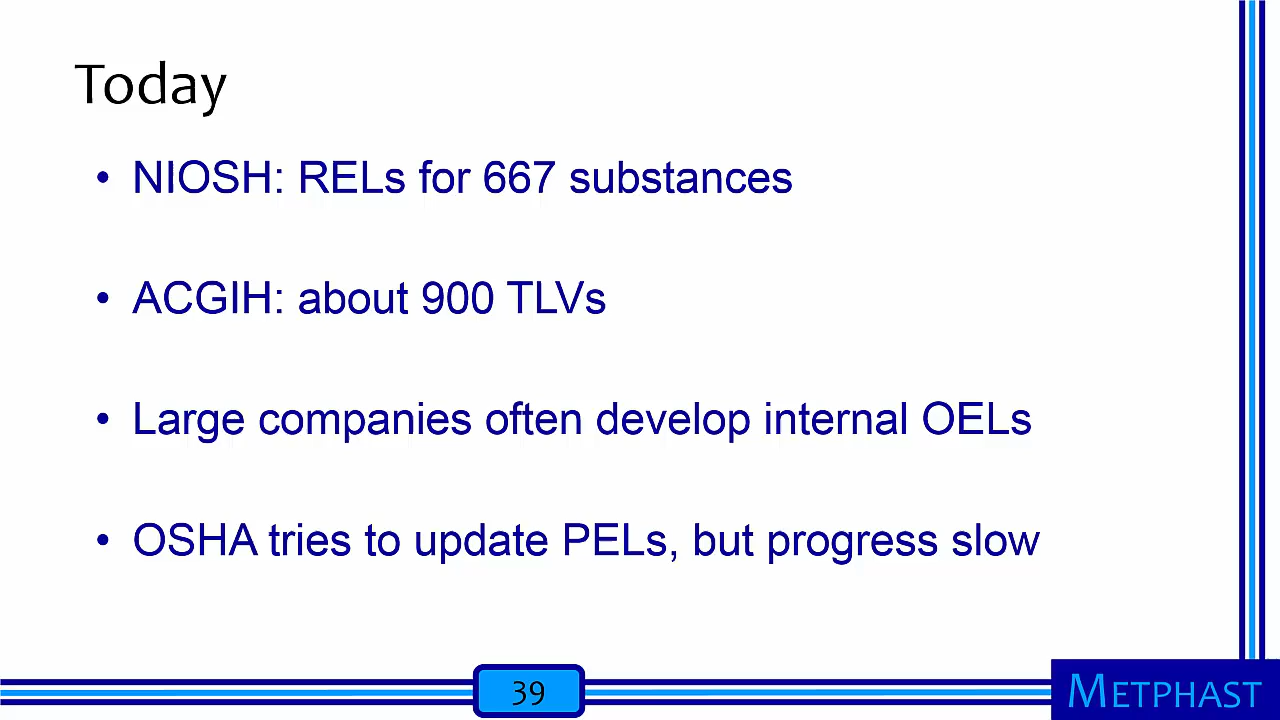 Today
• NIOSH: RELs for 667 substances
• ACGIH: about 900 TLVs
• Large companies often develop internal OELs
• OSHA tries to update PELs, but progress slow
39
METPHAST